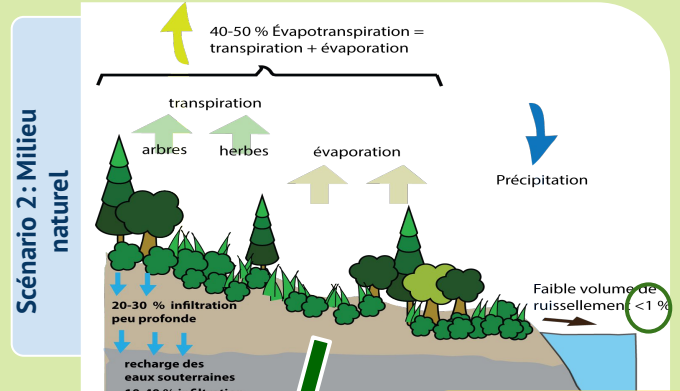 Scénario 2 : Milieu
naturel
40-50 % Évapotranspiration =
transpiration + évaporation
transpiration
arbres
herbes
évaporation
Précipitation
Faible volume de
ruissellement <1 %
20-30 % infiltration
peu profonde
recharge des
eaux souterraines